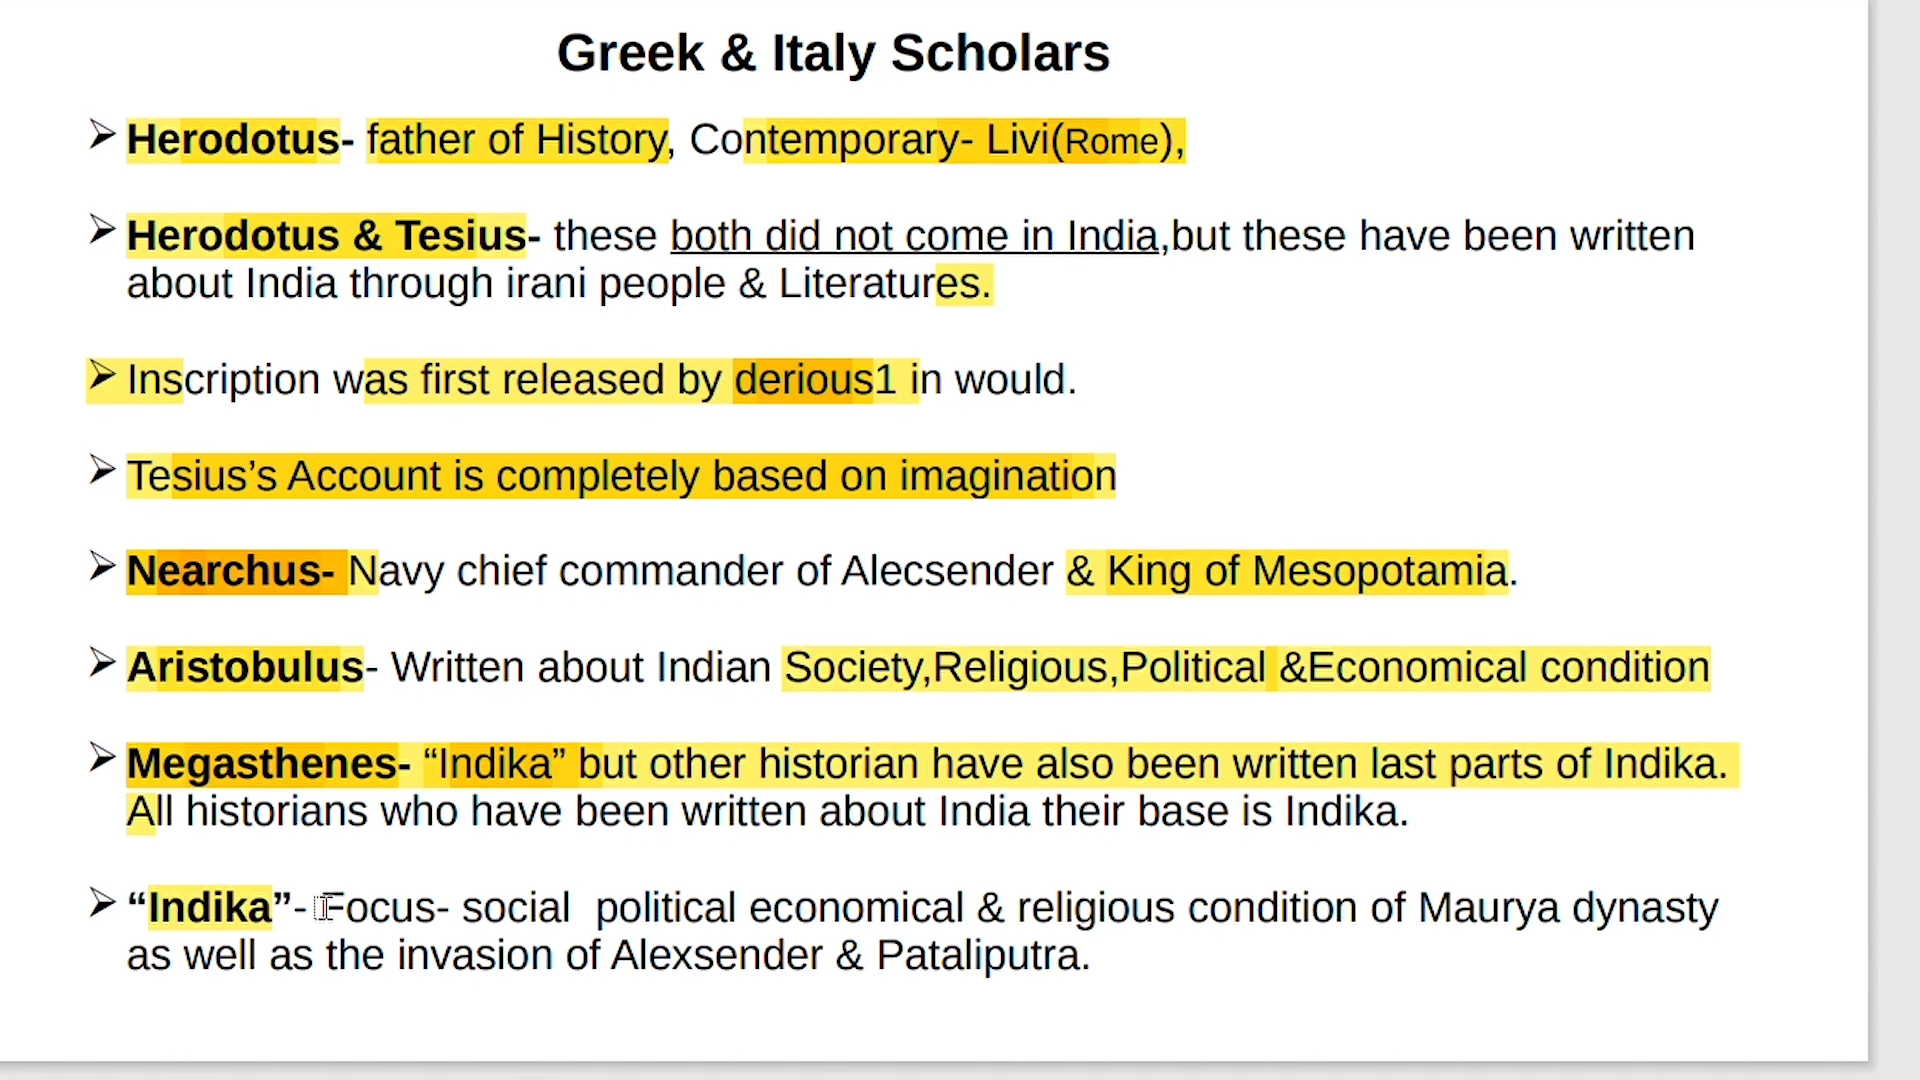 Greek & Italy Scholars
➢ Herodotus- father of History, Contemporary- Livi(Rome),
➢ Herodotus & Tesius- these both did not come in India,but these have been written
about India through irani people & Literatures.
➢ Inscription was first released by derious1 in would.
➢ Tesius’s Account is completely based on imagination
➢ Nearchus- Navy chief commander of Alecsender & King of Mesopotamia.
➢ Aristobulus- Written about Indian Society,Religious,Political &Economical condition
➢ Megasthenes- “Indika” but other historian have also been written last parts of Indika.
All historians who have been written about India their base is Indika.
➢ “Indika”- Focus- social  political economical & religious condition of Maurya dynasty
as well as the invasion of Alexsender & Pataliputra.